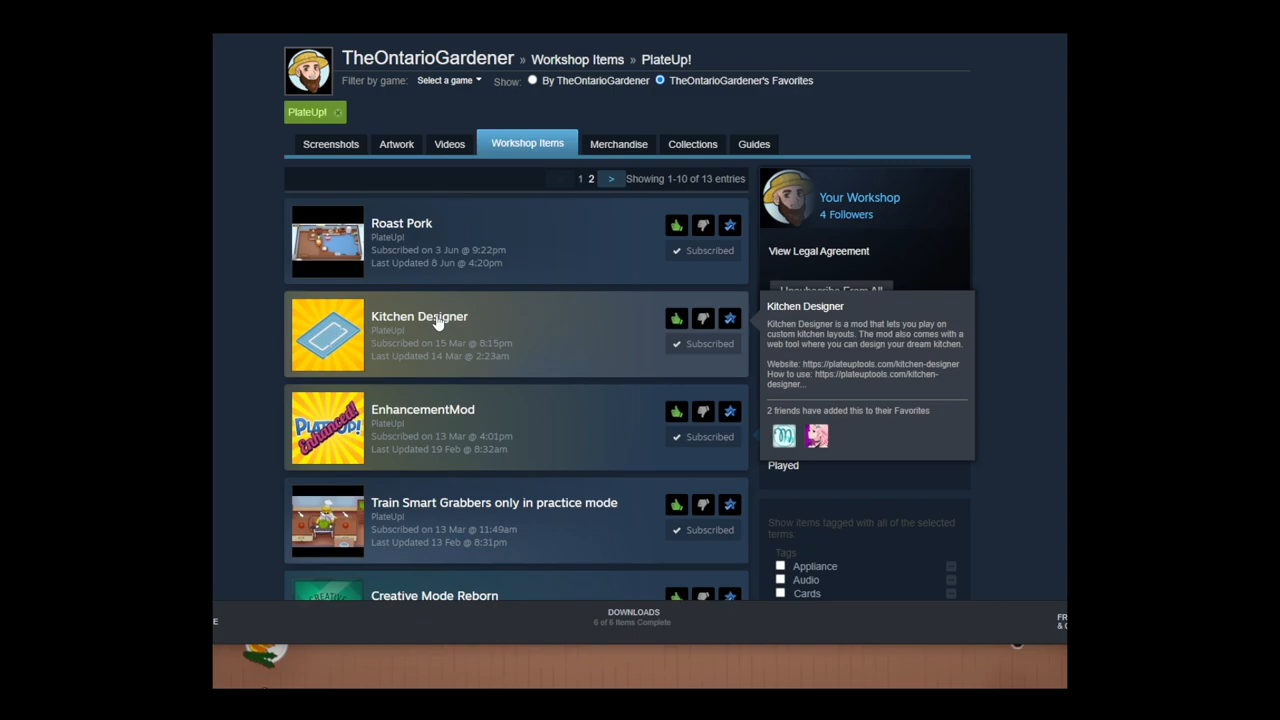 TheOntarioGardener » Workshop Items » PlateUp!
Filter by game: Select a game Show: By TheOntarioGardener TheOntarioGardener's Favorites
PlateUp! x
Screenshots Artwork Videos Workshop Items Merchandise Collections Guides
1 2 > Showing 1-10 of 13 entries
Roast Pork
PlateUp!
Subscribed on 3 Jun @ 9:22pm
Last Updated 8 Jun @ 4:20pm
Subscribed
Kitchen Designer
PlateUp!
Subscribed on 15 Mar @ 8:15pm
Last Updated 14 Mar @ 2:23am
Subscribed
PLATEUP!
Enhanced!
EnhancementMod
PlateUp!
Subscribed on 13 Mar @ 4:01pm
Last Updated 19 Feb @ 8:32am
Subscribed
Train Smart Grabbers only in practice mode
PlateUp!
Subscribed on 13 Mar @ 11:49am
Last Updated 13 Feb @ 8:31pm
Subscribed
CREATIVE
Creative Mode Reborn
Your Workshop
4 Followers
View Legal Agreement
Unsubscribe From All
Kitchen Designer
Kitchen Designer is a mod that lets you play on
custom kitchen layouts. The mod also comes with a
web tool where you can design your dream kitchen.
Website: https://plateuptools.com/kitchen-designer
How to use: https://plateuptools.com/kitchen-
designer...
2 friends have added this to their Favorites
Played
Show items tagged with all of the selected
terms:
Tags
Appliance
Audio
Cards
DOWNLOADS
6 of 6 Items Complete
E
FR
& C